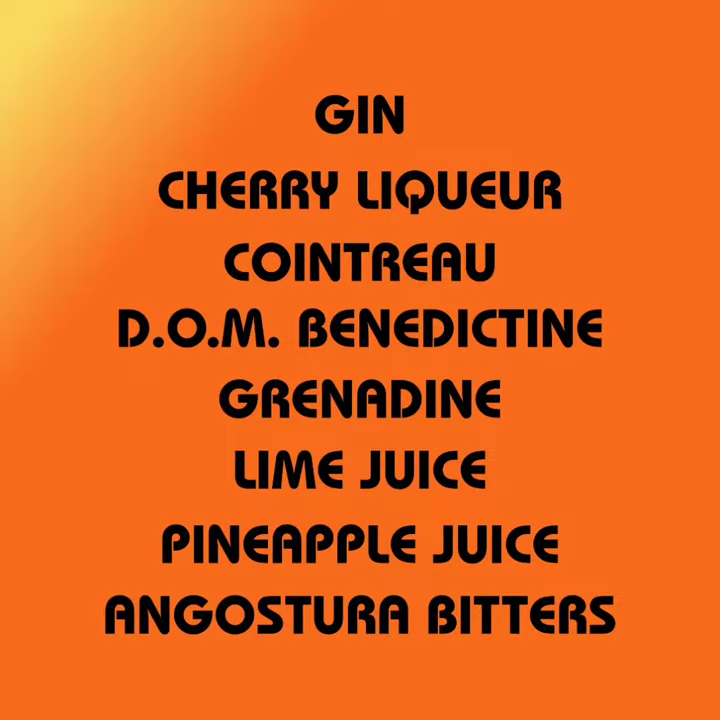 GIN
CHERRY LIQUEUR
COINTREAU
D.O.M. BENEDICTINE
GRENADINE
LIME JUICE
PINEAPPLE JUICE
ANGOSTURA BITTERS